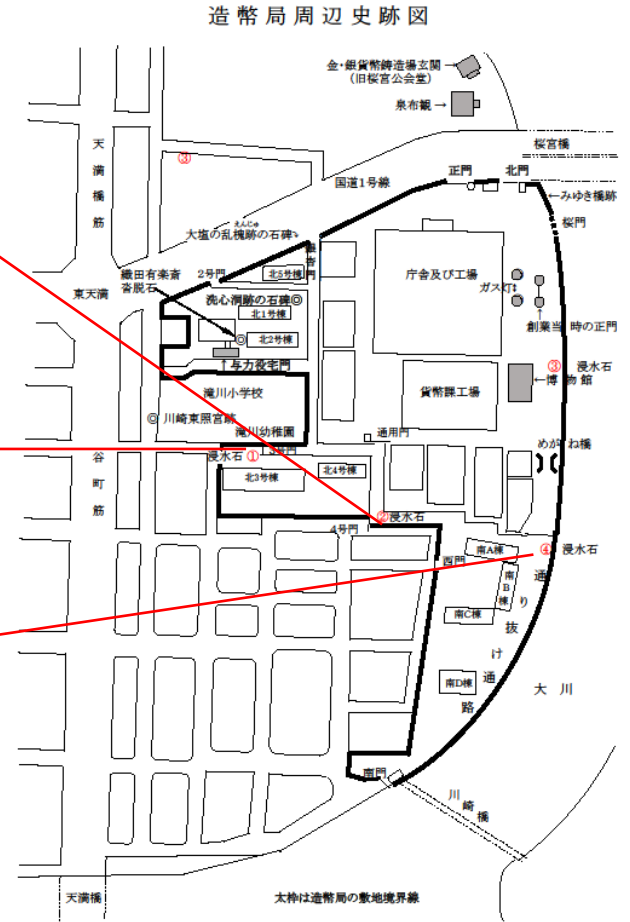 造幣局周辺史跡図
金・銀貨幣鋳造場玄関→
(旧桜宮公会堂)
泉布観→
桜宮橋
天満橋筋
③
国道1号線
正門
北門
←みゆき橋跡
桜門
えんじゅ
大塩の乱槐跡の石碑
東天満
織田有楽斎
沓脱石
2号門
北5号棟
洗心洞跡の石碑◎
北1号棟
◎
北2号棟
↑与力役宅門
庁舎及び工場
ガス灯
創業当時の正門
③ 浸水石
←博物館
貨幣課工場
滝川小学校
◎川崎東照宮跡
滝川幼稚園
通用門
めがね橋
谷町筋
3号門
浸水石①
北3号棟
北4号棟
②浸水石
4号門
西門
南A棟
④ 浸水石
南B棟
南C棟
南D棟
通り抜け通路
大川
南門
川崎橋
天満橋
太枠は造幣局の敷地境界線